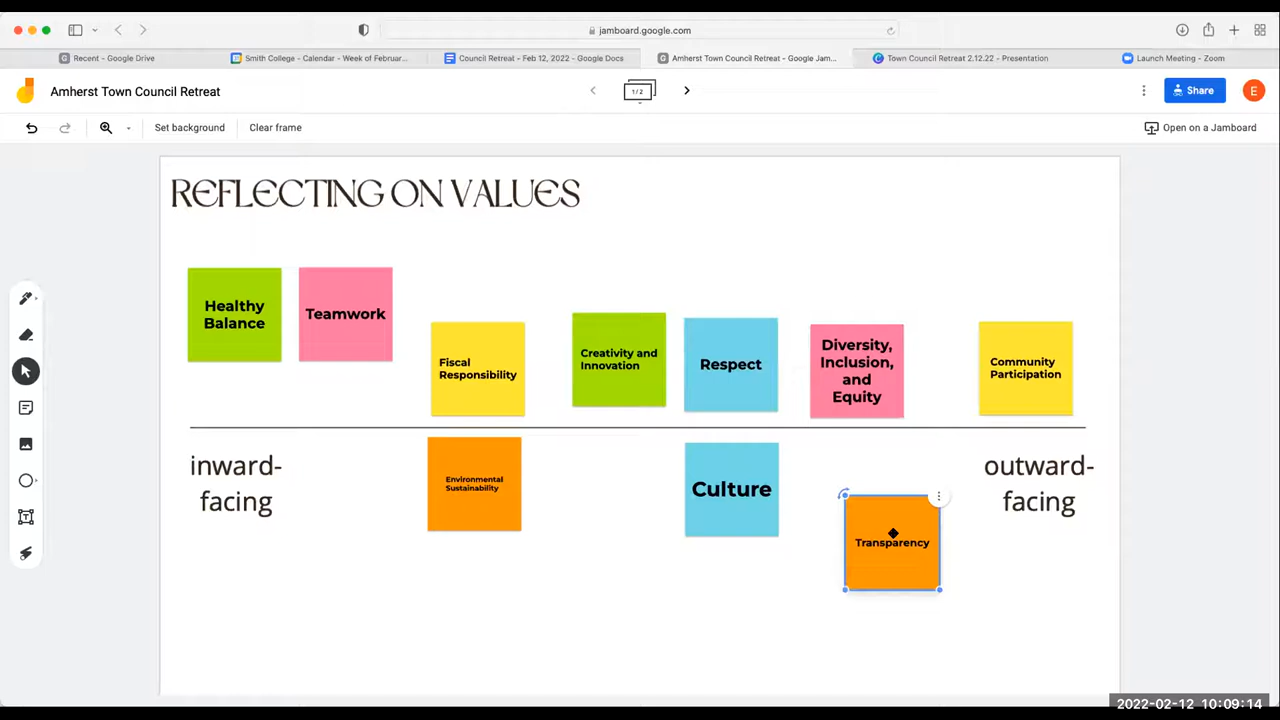 jamboard.google.com
Recent - Google Drive
Smith College - Calendar - Week of Februar...
Council Retreat - Feb 12, 2022 - Google Docs
Amherst Town Council Retreat - Google Jam...
Town Council Retreat 2.12.22 - Presentation
Launch Meeting - Zoom
Amherst Town Council Retreat
1/2
Share
E
Set background
Clear frame
Open on a Jamboard
REFLECTING ON VALUES
Healthy
Balance
Teamwork
Fiscal
Responsibility
Creativity and
Innovation
Respect
Diversity,
Inclusion,
and
Equity
Community
Participation
inward-
facing
Environmental
Sustainability
Culture
Transparency
outward-
facing
2022-02-12 10:09:14